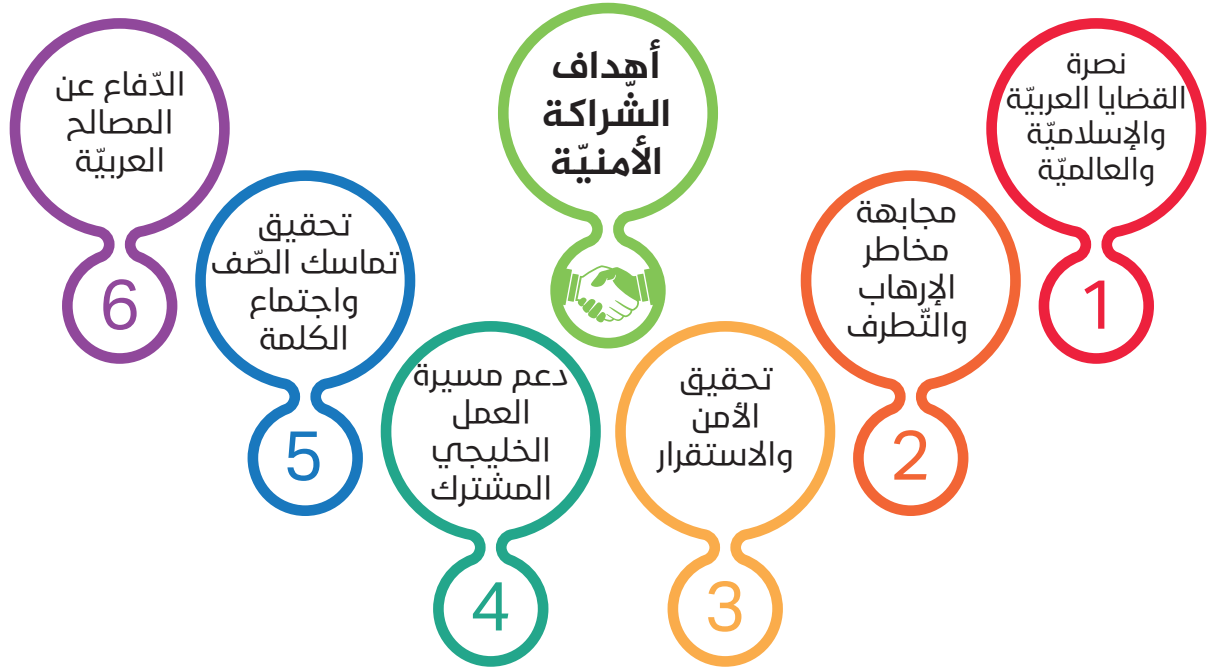 أهداف
الشّراكة
الأمنيّة
نصرة
القضايا العربيّة
والإسلاميّة
والعالميّة
1
مجابهة
مخاطر
الإرهاب
والتّطرف
2
تحقيق
الأمن
والاستقرار
3
دعم مسيرة
العمل
الخليجي
المشترك
4
تحقيق
تماسك الصّف
واجتماع
الكلمة
5
الدّفاع عن
المصالح
العربيّة
6